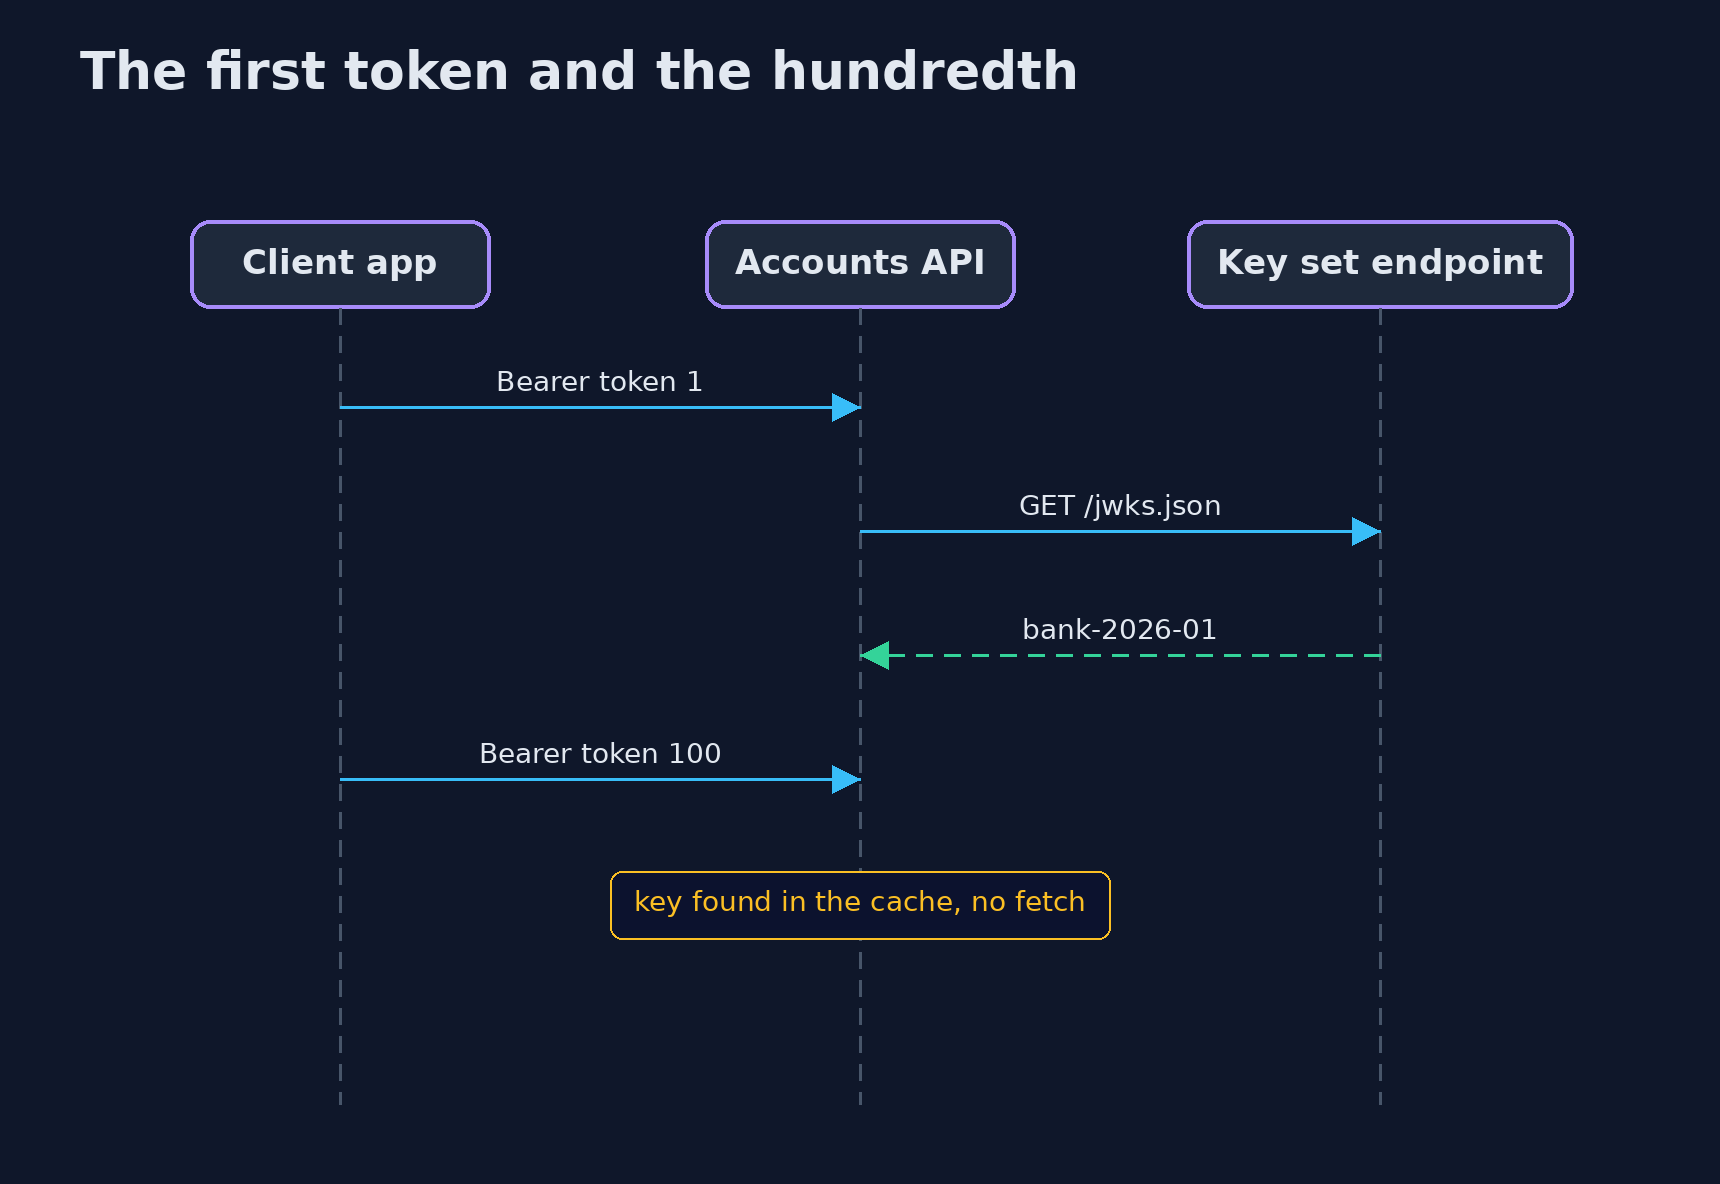 The first token and the hundredth
Client app
Accounts API
Key set endpoint
Bearer token 1
GET /jwks.json
bank-2026-01
Bearer token 100
key found in the cache, no fetch